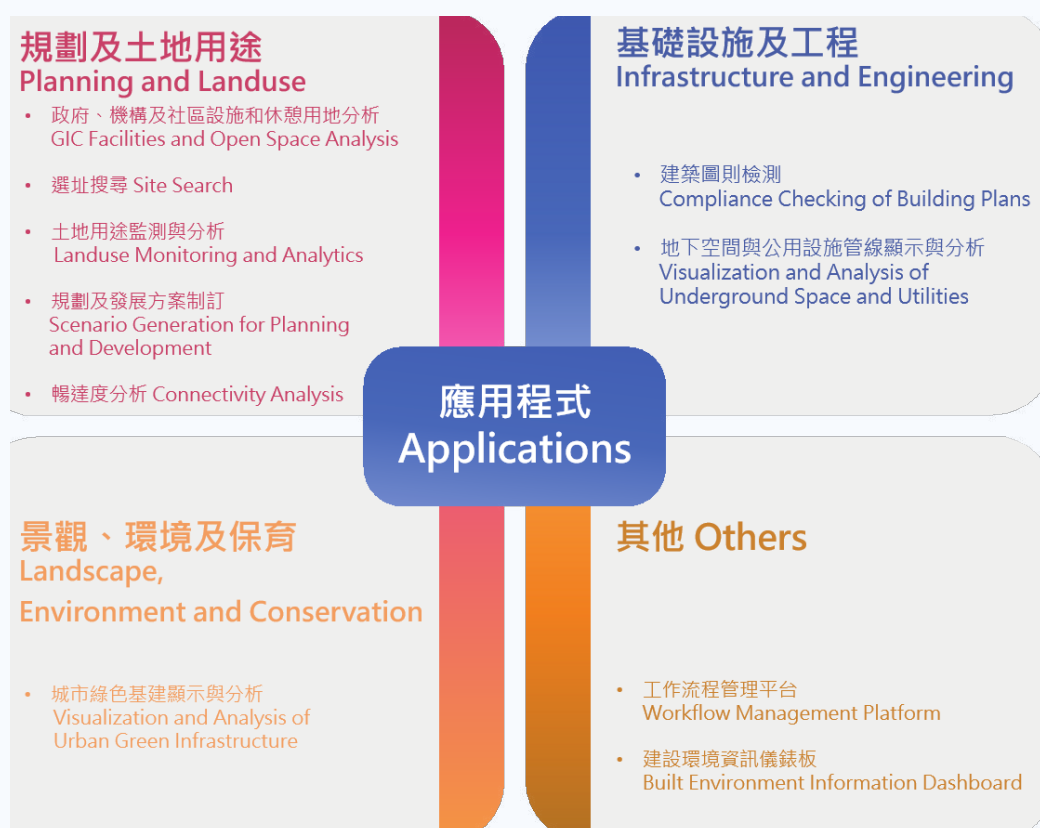 規劃及土地用途
Planning and Landuse
• 政府、機構及社區設施和休憩用地分析
GIC Facilities and Open Space Analysis
• 選址搜尋 Site Search
• 土地用途監測與分析
Landuse Monitoring and Analytics
• 規劃及發展方案制訂
Scenario Generation for Planning
and Development
• 暢達度分析 Connectivity Analysis
基礎設施及工程
Infrastructure and Engineering
• 建築圖則檢測
Compliance Checking of Building Plans
• 地下空間與公用設施管線顯示與分析
Visualization and Analysis of
Underground Space and Utilities
應用程式
Applications
景觀、環境及保育
Landscape,
Environment and Conservation
• 城市綠色基建顯示與分析
Visualization and Analysis of
Urban Green Infrastructure
其他 Others
• 工作流程管理平台
Workflow Management Platform
• 建設環境資訊儀錶板
Built Environment Information Dashboard